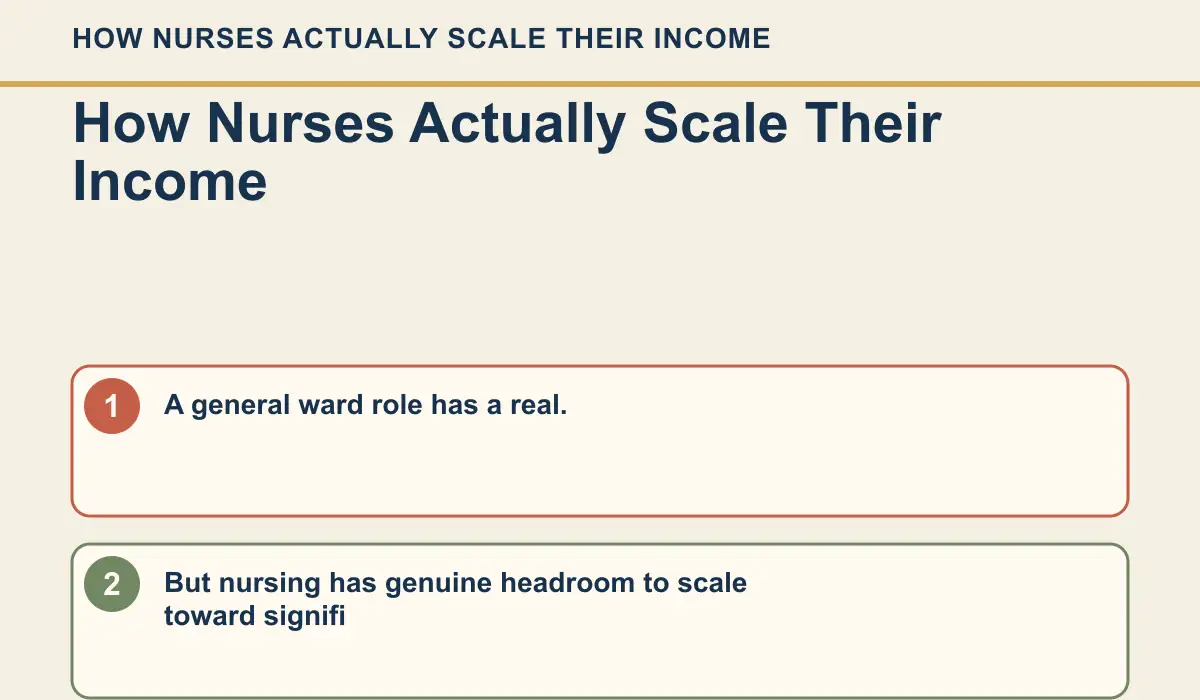 HOW NURSES ACTUALLY SCALE THEIR INCOME
How Nurses Actually Scale Their
Income
1
A general ward role has a real.
2
But nursing has genuine headroom to scale
toward signifi